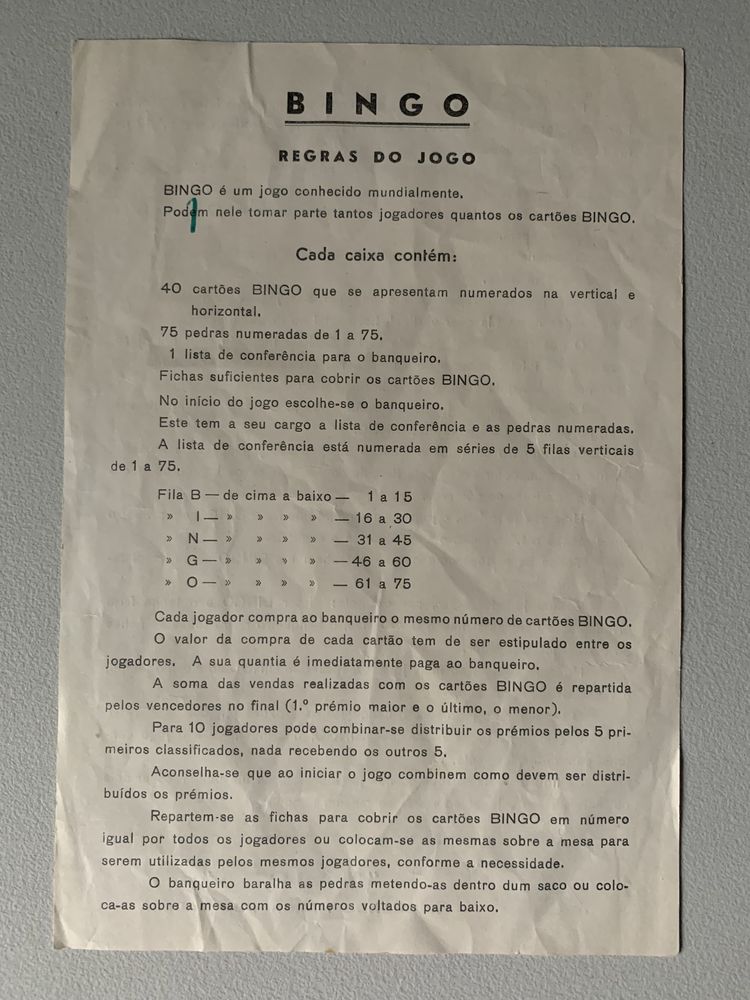 BINGO
REGRAS DO JOGO
BINGO é um jogo conhecido mundialmente.
Podem nele tomar parte tantos jogadores quantos os cartões BINGO.
Cada caixa contém:
40 cartões BINGO que se apresentam numerados na vertical e
horizontal.
75 pedras numeradas de 1 a 75.
1 lista de conferência para o banqueiro.
Fichas suficientes para cobrir os cartões BINGO.
No início do jogo escolhe-se o banqueiro.
Este tem a seu cargo a lista de conferência e as pedras numeradas.
A lista de conferência está numerada em séries de 5 filas verticais
de 1 a 75.
Fila B — de cima a baixo — 1 a 15
» I — » » » » — 16 a 30
» N — » » » » — 31 a 45
» G — » » » » — 46 a 60
» O — » » » » — 61 a 75
Cada jogador compra ao banqueiro o mesmo número de cartões BINGO.
O valor da compra de cada cartão tem de ser estipulado entre os
jogadores. A sua quantia é imediatamente paga ao banqueiro.
A soma das vendas realizadas com os cartões BINGO é repartida
pelos vencedores no final (1.º prémio maior e o último, o menor).
Para 10 jogadores pode combinar-se distribuir os prémios pelos 5 pri-
meiros classificados, nada recebendo os outros 5.
Aconselha-se que ao iniciar o jogo combinem como devem ser distri-
buídos os prémios.
Repartem-se as fichas para cobrir os cartões BINGO em número
igual por todos os jogadores ou colocam-se as mesmas sobre a mesa para
serem utilizadas pelos mesmos jogadores, conforme a necessidade.
O banqueiro baralha as pedras metendo-as dentro dum saco ou colo-
ca-as sobre a mesa com os números voltados para baixo.